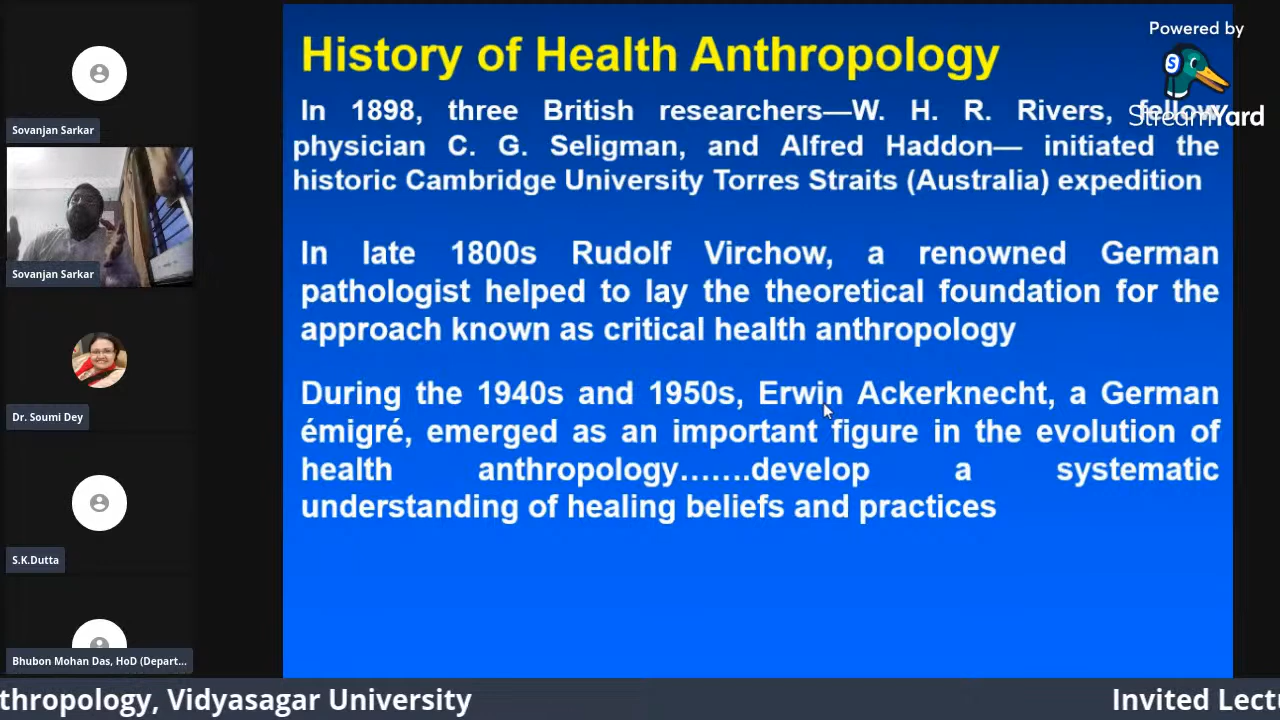 Powered by
StreamYard
History of Health Anthropology
In 1898, three British researchers—W. H. R. Rivers, fellow
physician C. G. Seligman, and Alfred Haddon— initiated the
historic Cambridge University Torres Straits (Australia) expedition
In late 1800s Rudolf Virchow, a renowned German
pathologist helped to lay the theoretical foundation for the
approach known as critical health anthropology
During the 1940s and 1950s, Erwin Ackerknecht, a German
émigré, emerged as an important figure in the evolution of
health anthropology…….develop a systematic
understanding of healing beliefs and practices
Sovanjan Sarkar
Sovanjan Sarkar
Dr. Soumi Dey
S.K.Dutta
Bhubon Mohan Das, HoD (Depart...
thropology, Vidyasagar University
Invited Lectu